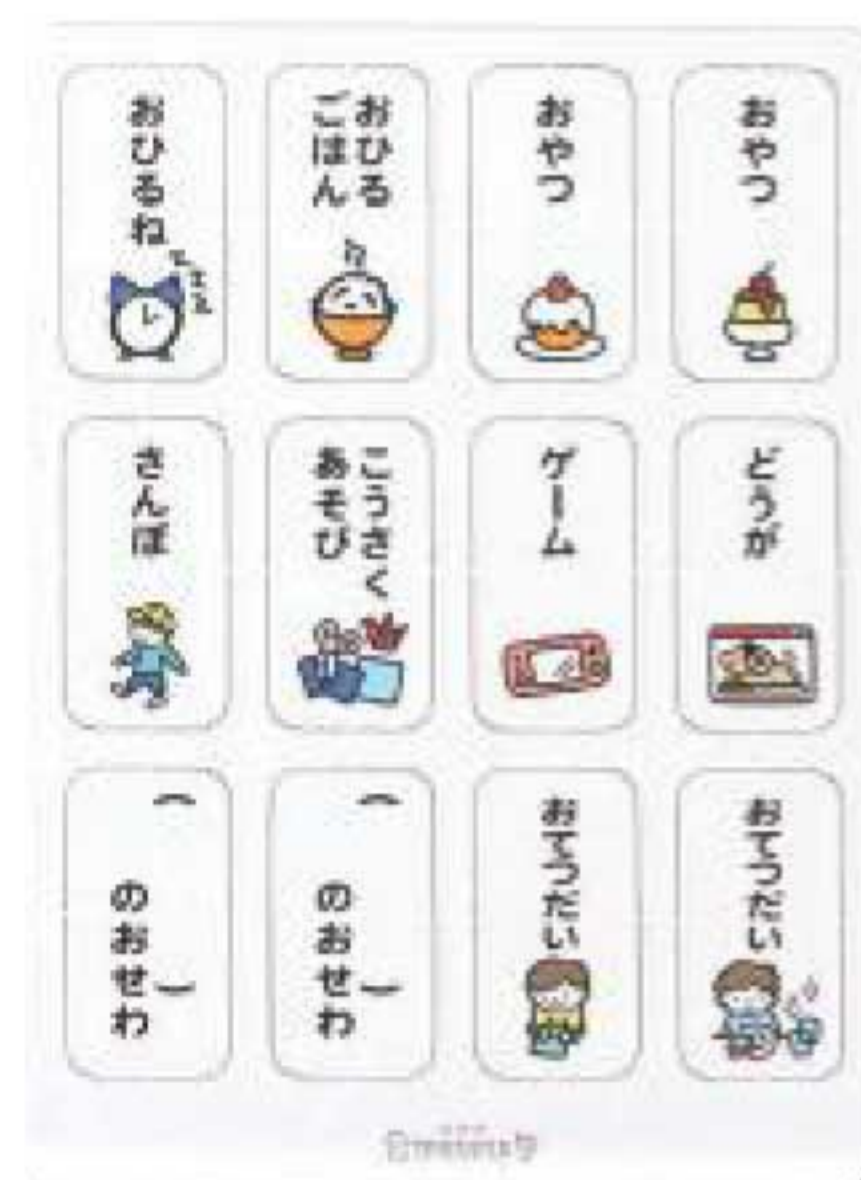 おやつ
おやつ
おひる
ごはん
おひるね
どうが
ゲーム
こうさく
あそび
さんぽ
おてつだい
おてつだい
（　　　）
のおせわ
（　　　）
のおせわ